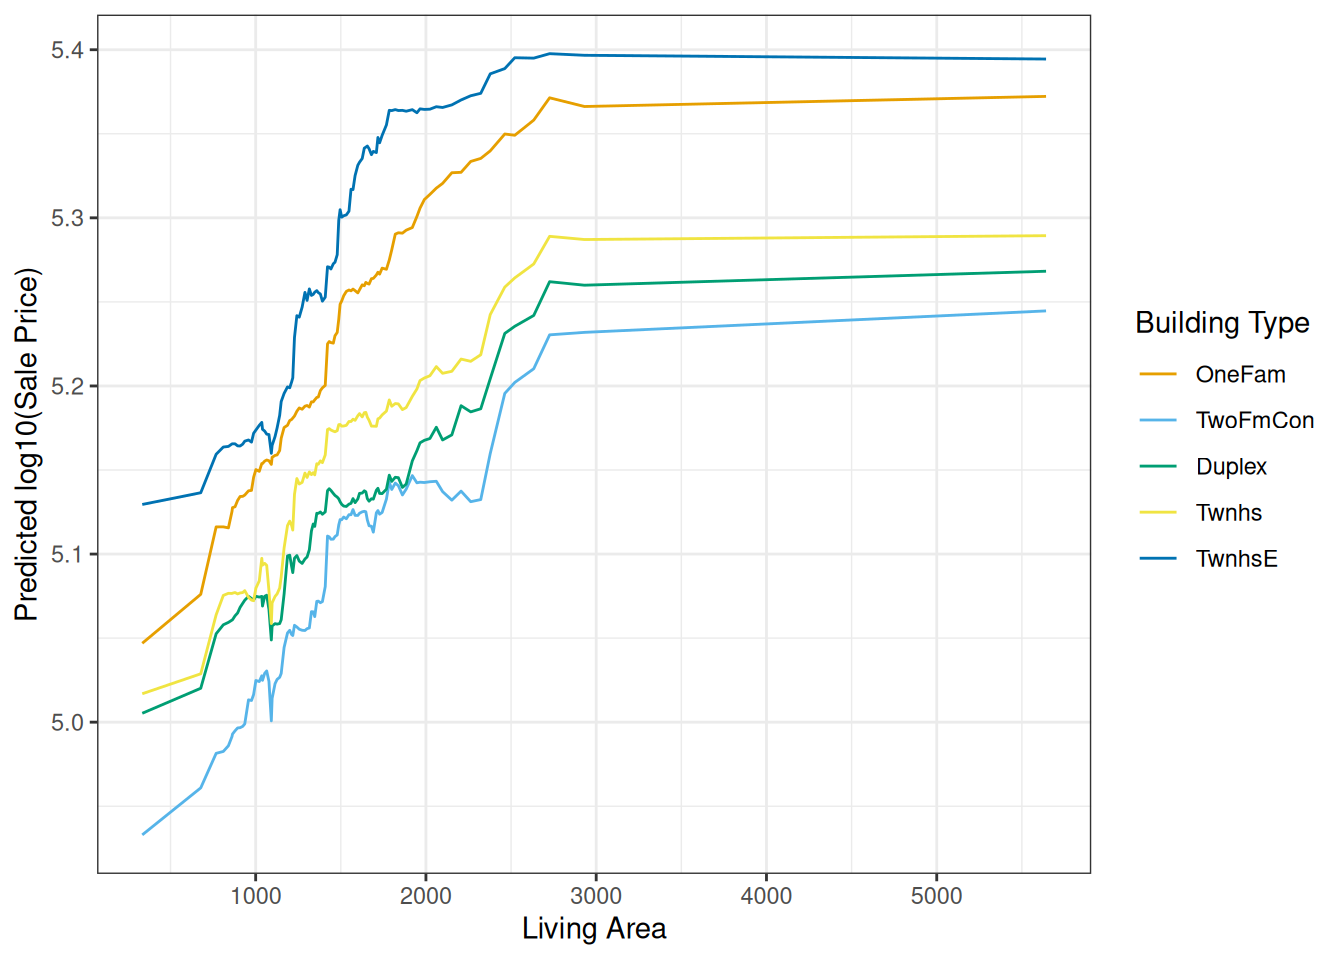 5.4
5.3
5.2
5.1
5.0
Predicted log10(Sale Price)
1000 2000 3000 4000 5000
Living Area
Building Type
OneFam
TwoFmCon
Duplex
Twnhs
TwnhsE